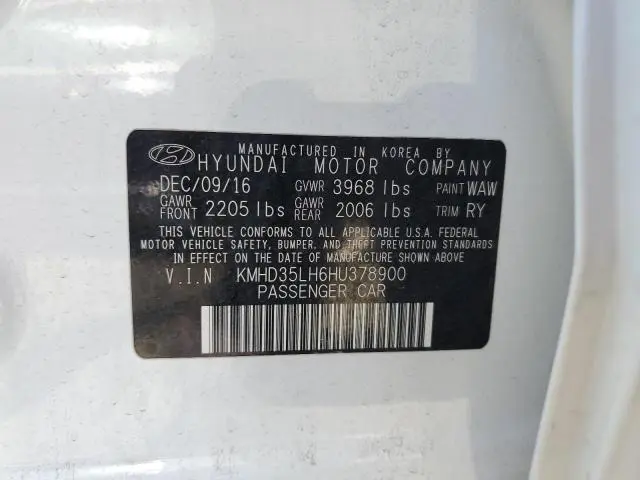 MANUFACTURED IN KOREA BY
HYUNDAI MOTOR COMPANY
DEC/09/16 GVWR 3968 lbs PAINT WAW
GAWR FRONT 2205 lbs GAWR REAR 2006 lbs TRIM RY
THIS VEHICLE CONFORMS TO ALL APPLICABLE U.S.A. FEDERAL
MOTOR VEHICLE SAFETY, BUMPER, AND THEFT PREVENTION STANDARDS
IN EFFECT ON THE DATE OF MANUFACTURE SHOWN ABOVE.
V.I.N KMHD35LH6HU378900
PASSENGER CAR